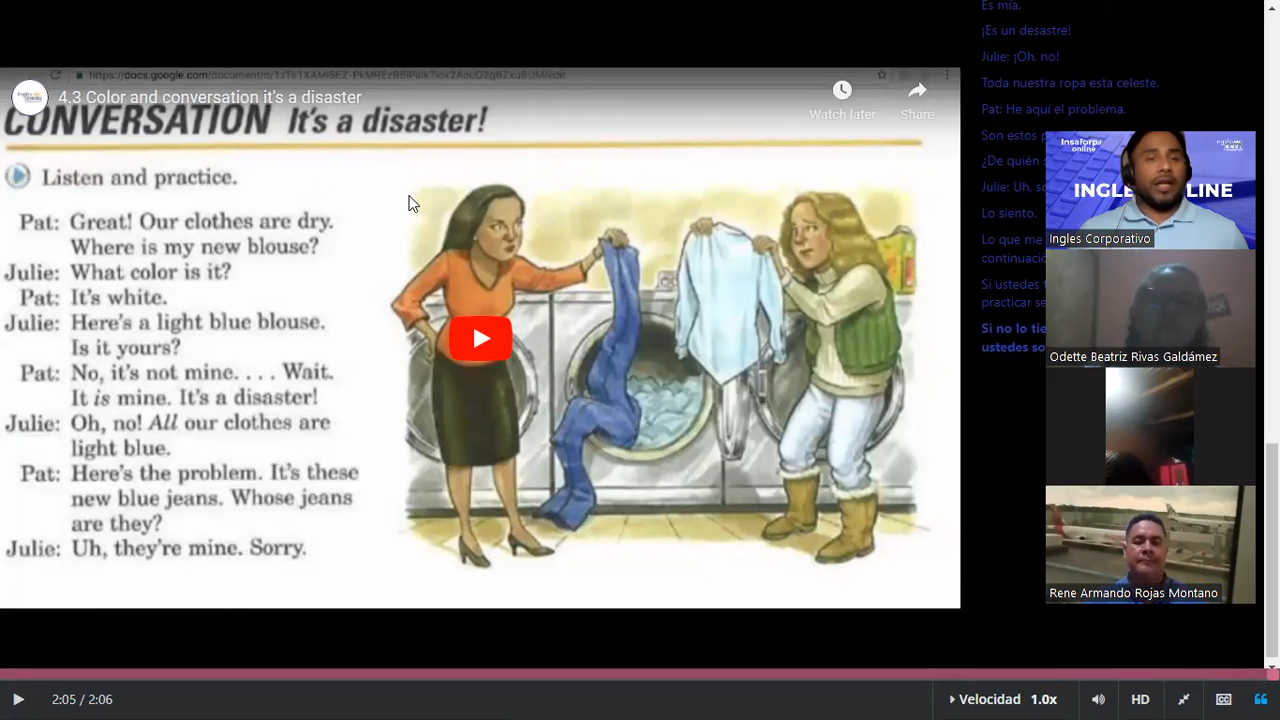 Es mía.
¡Es un desastre!
Julie: ¡Oh, no!
Toda nuestra ropa esta celeste.
Pat: He aquí el problema.
Son estos p
¿De quién s
Julie: Uh, so
Lo siento.
Lo que me
continuació
Si ustedes t
practicar se
Si no lo tie
ustedes so
4.3 Color and conversation it's a disaster
Watch later
Share
CONVERSATION It's a disaster!
Listen and practice.
Pat: Great! Our clothes are dry.
Where is my new blouse?
Julie: What color is it?
Pat: It's white.
Julie: Here's a light blue blouse.
Is it yours?
Pat: No, it's not mine. . . . Wait.
It is mine. It's a disaster!
Julie: Oh, no! All our clothes are
light blue.
Pat: Here's the problem. It's these
new blue jeans. Whose jeans
are they?
Julie: Uh, they're mine. Sorry.
Insaforp
online
INGL
LINE
Ingles Corporativo
Odette Beatriz Rivas Galdámez
Rene Armando Rojas Montano
2:05 / 2:06
Velocidad 1.0x
HD
CC